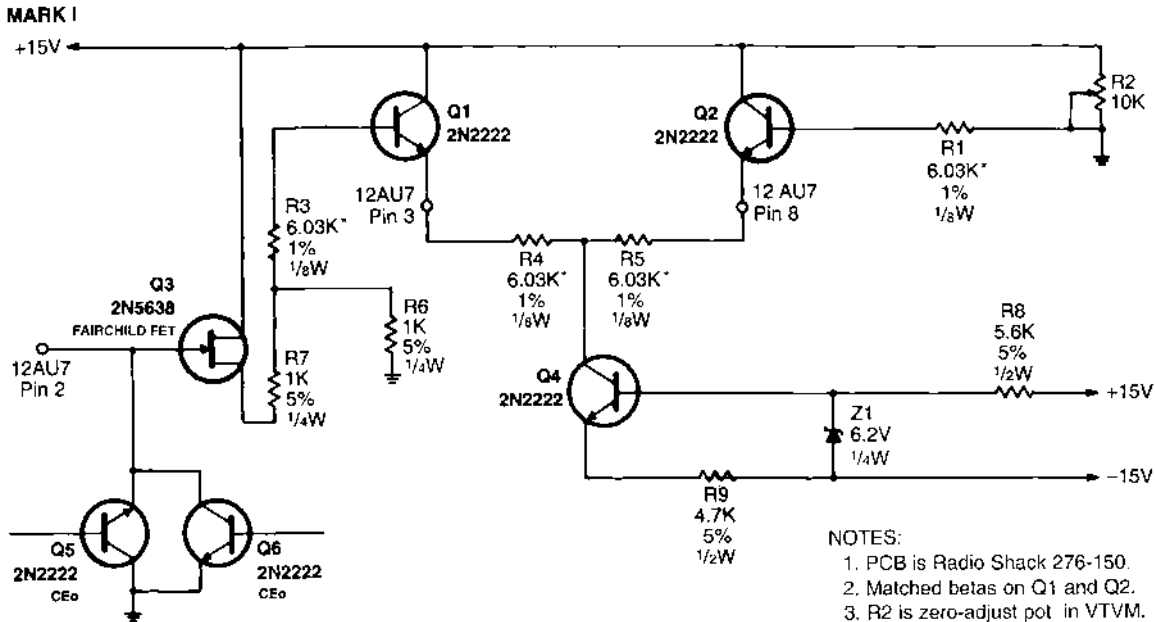 MARK I
+15V
Q1
2N2222
Q2
2N2222
R2
10K
R1
6.03K*
1%
1/8W
12AU7
Pin 3
12 AU7
Pin 8
R3
6.03K*
1%
1/8W
R4
6.03K*
1%
1/8W
R5
6.03K*
1%
1/8W
Q3
2N5638
FAIRCHILD FET
12AU7
Pin 2
R6
1K
5%
1/4W
R7
1K
5%
1/4W
Q4
2N2222
R8
5.6K
5%
1/2W
+15V
Z1
6.2V
1/4W
−15V
R9
4.7K
5%
1/2W
Q5
2N2222
CEo
Q6
2N2222
CEo
NOTES:
1. PCB is Radio Shack 276-150.
2. Matched betas on Q1 and Q2.
3. R2 is zero-adjust pot in VTVM.